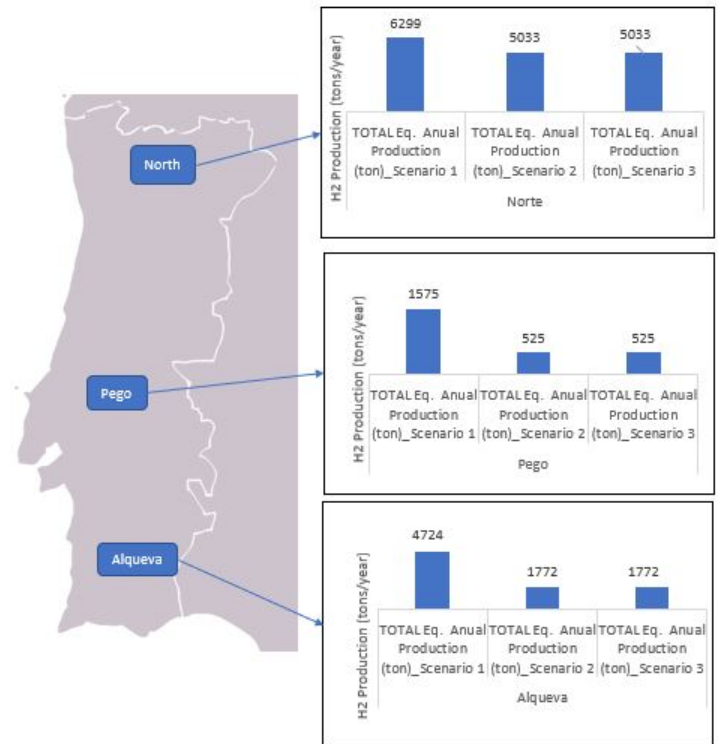 North
Pego
Alqueva
H2 Production (tons/year)
6299
5033
5033
TOTAL Eq. Anual TOTAL Eq. Anual TOTAL Eq. Anual
Production Production Production
(ton)_Scenario 1 (ton)_Scenario 2 (ton)_Scenario 3
Norte
H2 Production (tons/year)
1575
525
525
TOTAL Eq. Anual TOTAL Eq. Anual TOTAL Eq. Anual
Production Production Production
(ton)_Scenario 1 (ton)_Scenario 2 (ton)_Scenario 3
Pego
H2 Production (tons/year)
4724
1772
1772
TOTAL Eq. Anual TOTAL Eq. Anual TOTAL Eq. Anual
Production Production Production
(ton)_Scenario 1 (ton)_Scenario 2 (ton)_Scenario 3
Alqueva